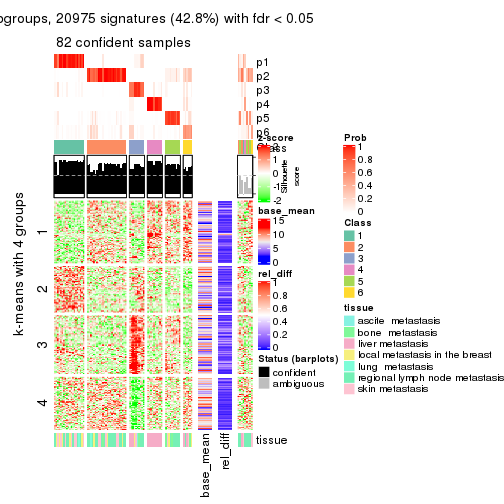 ogroups, 20975 signatures (42.8%) with fdr < 0.05
82 confident samples
p1
p2
p3
p4
p5
p6
Class
Silhouette
score
k-means with 4 groups
1
2
3
4
base_mean
rel_diff
tissue
z-score
2
1
0
-1
-2
base_mean
15
10
5
0
rel_diff
1
0.8
0.6
0.4
0.2
0
Status (barplots)
confident
ambiguous
Prob
1
0.8
0.6
0.4
0.2
0
Class
1
2
3
4
5
6
tissue
ascite metastasis
bone metastasis
liver metastasis
local metastasis in the breast
lung metastasis
regional lymph node metastasis
skin metastasis